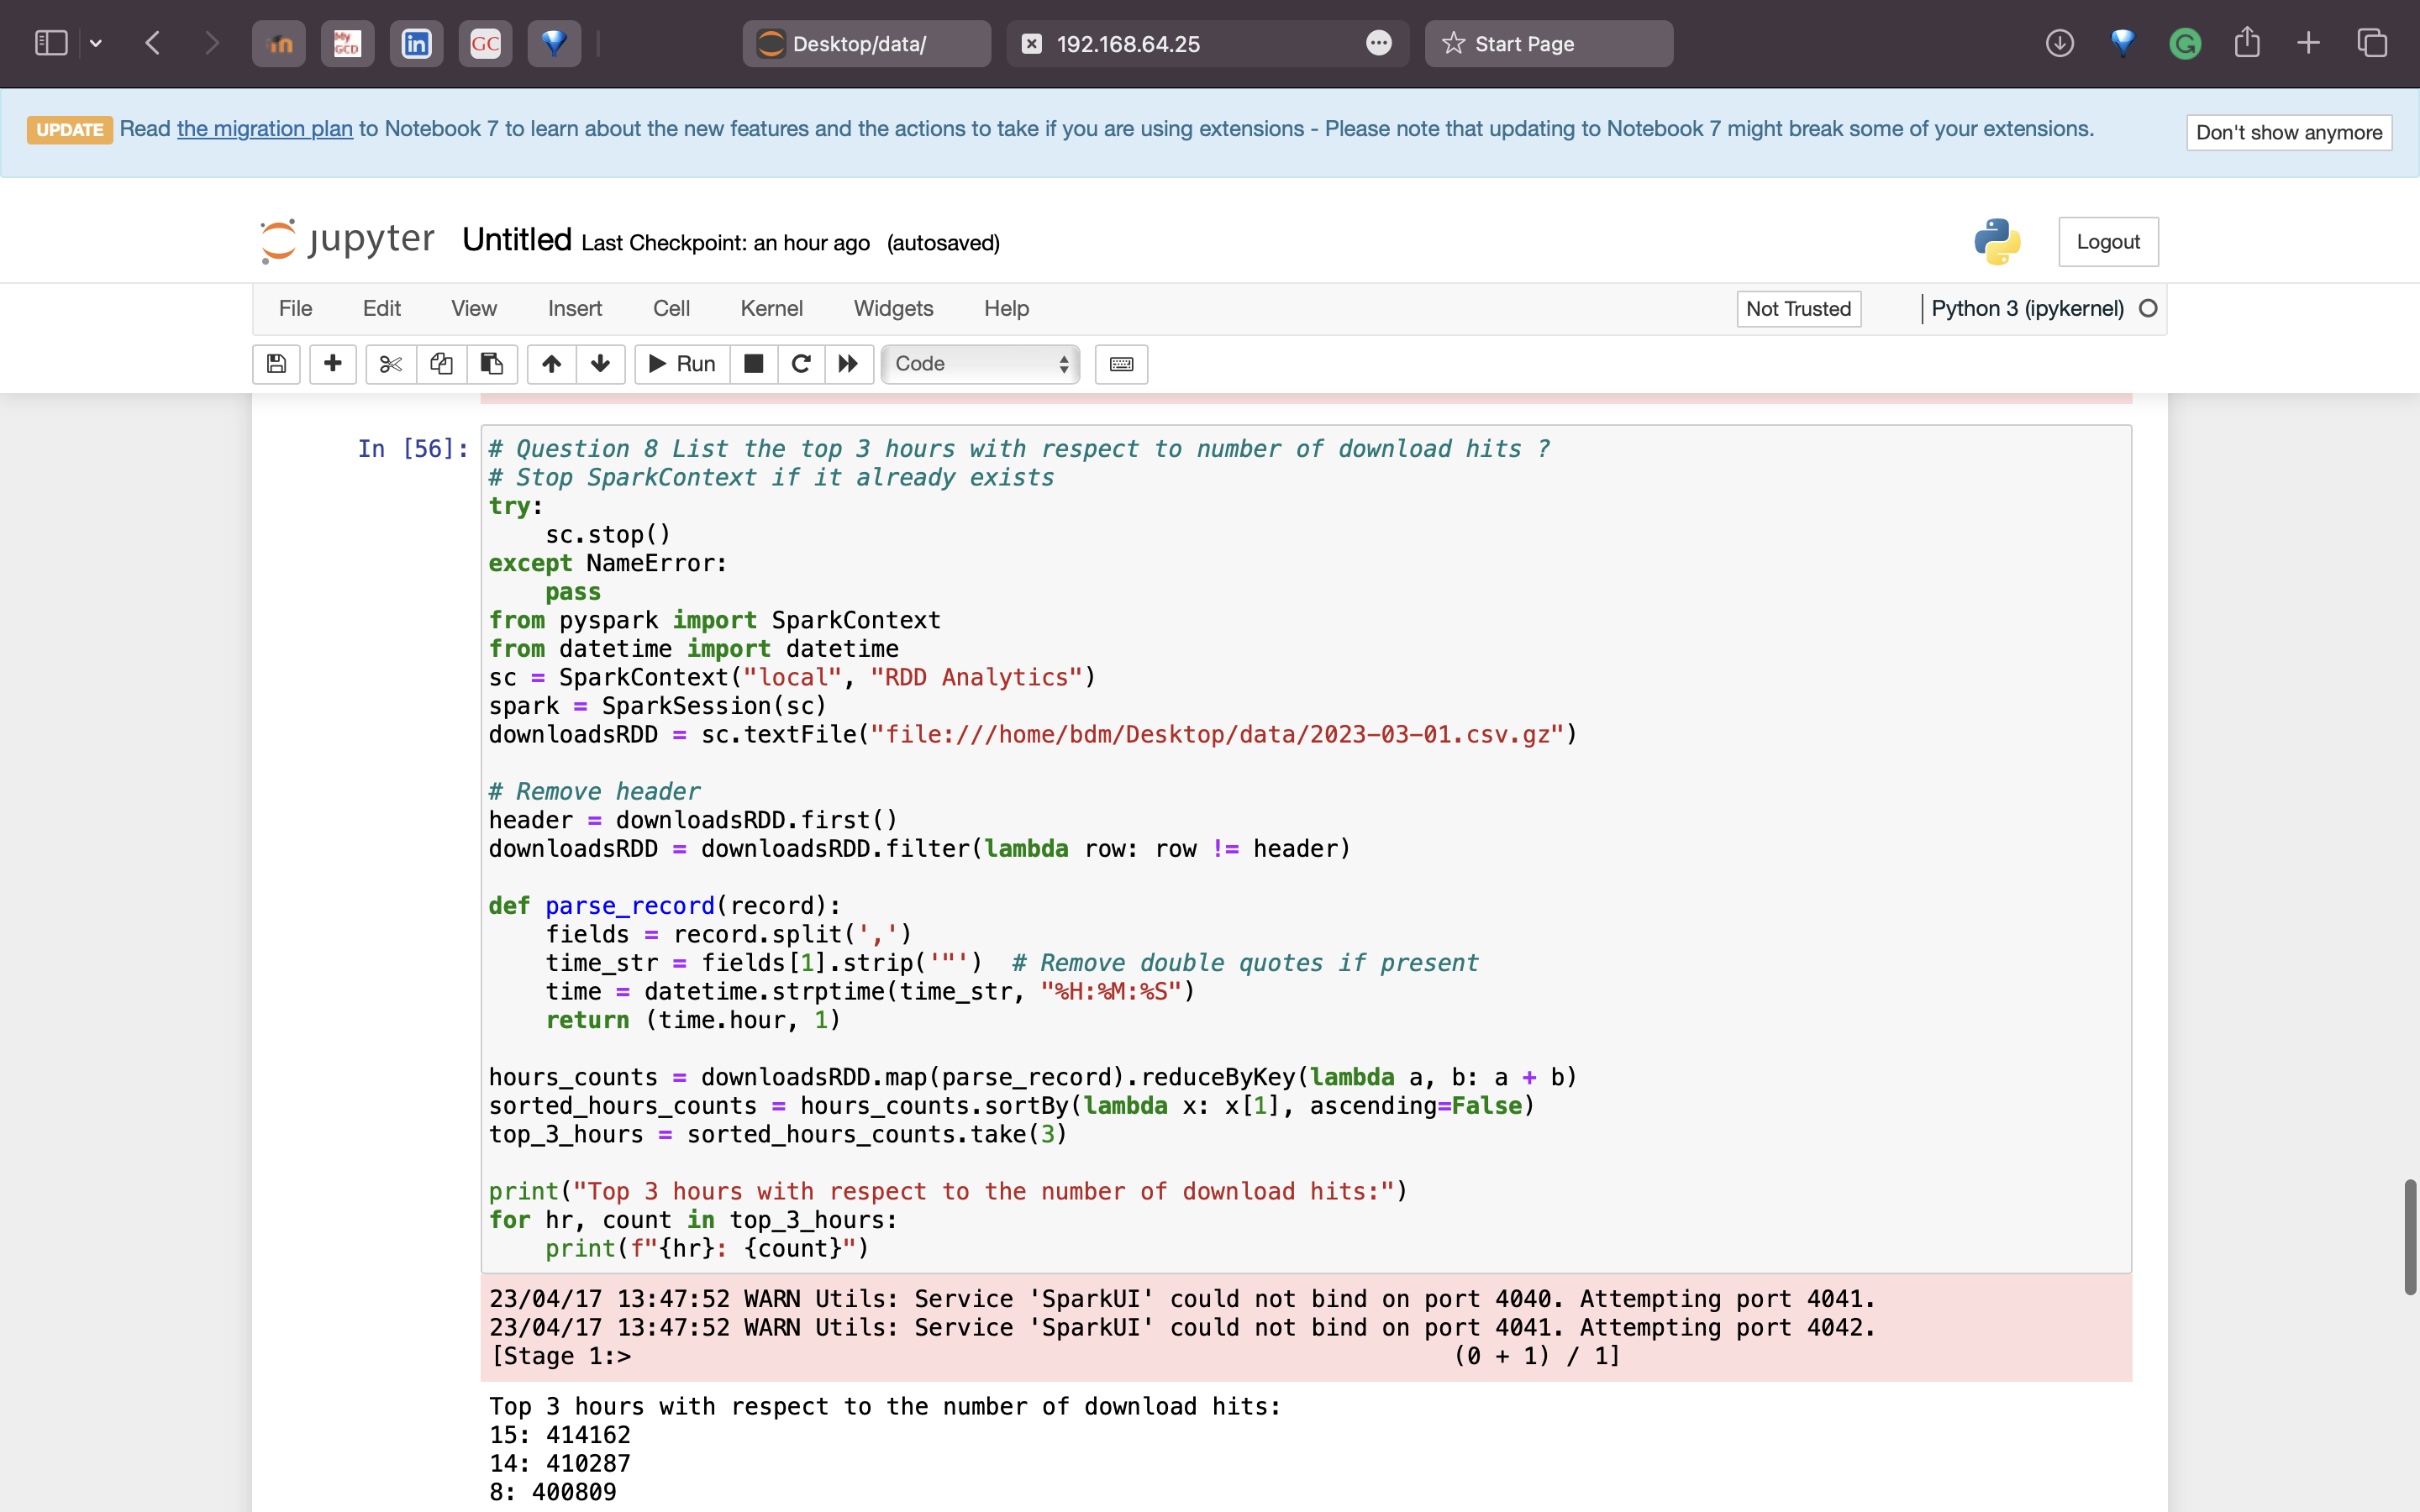 My
GCD
in
GC
Desktop/data/
192.168.64.25
Start Page
UPDATE Read the migration plan to Notebook 7 to learn about the new features and the actions to take if you are using extensions - Please note that updating to Notebook 7 might break some of your extensions.
Don't show anymore
jupyter Untitled Last Checkpoint: an hour ago (autosaved)
Logout
File Edit View Insert Cell Kernel Widgets Help
Not Trusted
Python 3 (ipykernel)
Run
Code
In [56]:
# Question 8 List the top 3 hours with respect to number of download hits ?
# Stop SparkContext if it already exists
try:
    sc.stop()
except NameError:
    pass
from pyspark import SparkContext
from datetime import datetime
sc = SparkContext("local", "RDD Analytics")
spark = SparkSession(sc)
downloadsRDD = sc.textFile("file:///home/bdm/Desktop/data/2023-03-01.csv.gz")
# Remove header
header = downloadsRDD.first()
downloadsRDD = downloadsRDD.filter(lambda row: row != header)
def parse_record(record):
    fields = record.split(',')
    time_str = fields[1].strip('"')  # Remove double quotes if present
    time = datetime.strptime(time_str, "%H:%M:%S")
    return (time.hour, 1)
hours_counts = downloadsRDD.map(parse_record).reduceByKey(lambda a, b: a + b)
sorted_hours_counts = hours_counts.sortBy(lambda x: x[1], ascending=False)
top_3_hours = sorted_hours_counts.take(3)
print("Top 3 hours with respect to the number of download hits:")
for hr, count in top_3_hours:
    print(f"{hr}: {count}")
23/04/17 13:47:52 WARN Utils: Service 'SparkUI' could not bind on port 4040. Attempting port 4041.
23/04/17 13:47:52 WARN Utils: Service 'SparkUI' could not bind on port 4041. Attempting port 4042.
[Stage 1:> (0 + 1) / 1]
Top 3 hours with respect to the number of download hits:
15: 414162
14: 410287
8: 400809